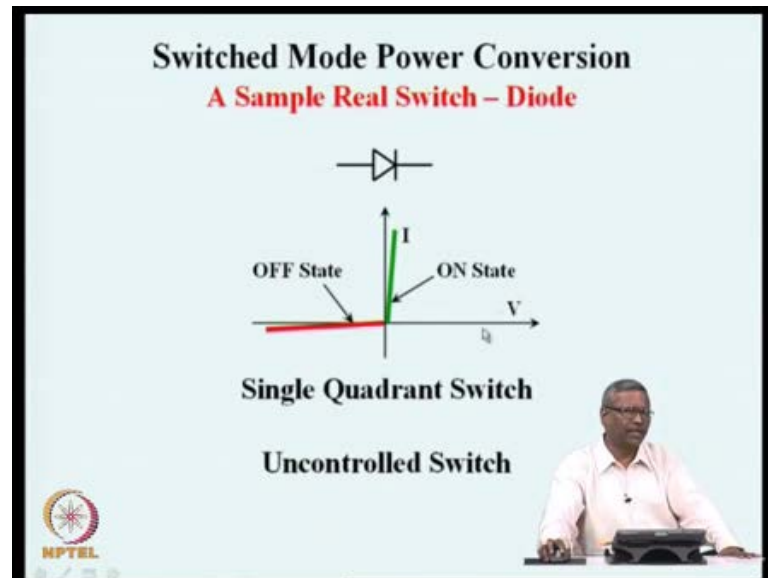 Switched Mode Power Conversion
A Sample Real Switch – Diode
I
OFF State
ON State
V
Single Quadrant Switch
Uncontrolled Switch
NPTEL